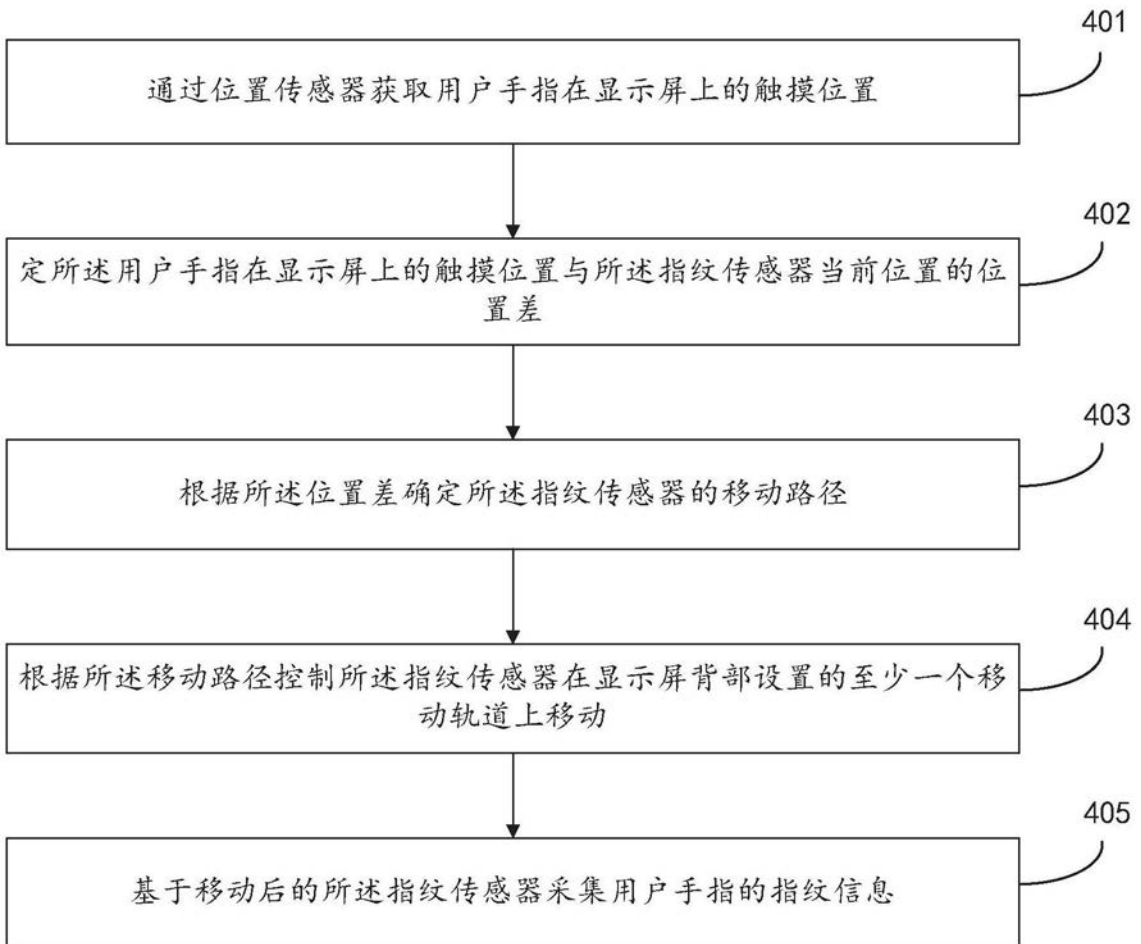 401
通过位置传感器获取用户手指在显示屏上的触摸位置
402
定所述用户手指在显示屏上的触摸位置与所述指纹传感器当前位置的位
置差
403
根据所述位置差确定所述指纹传感器的移动路径
404
根据所述移动路径控制所述指纹传感器在显示屏背部设置的至少一个移
动轨道上移动
405
基于移动后的所述指纹传感器采集用户手指的指纹信息